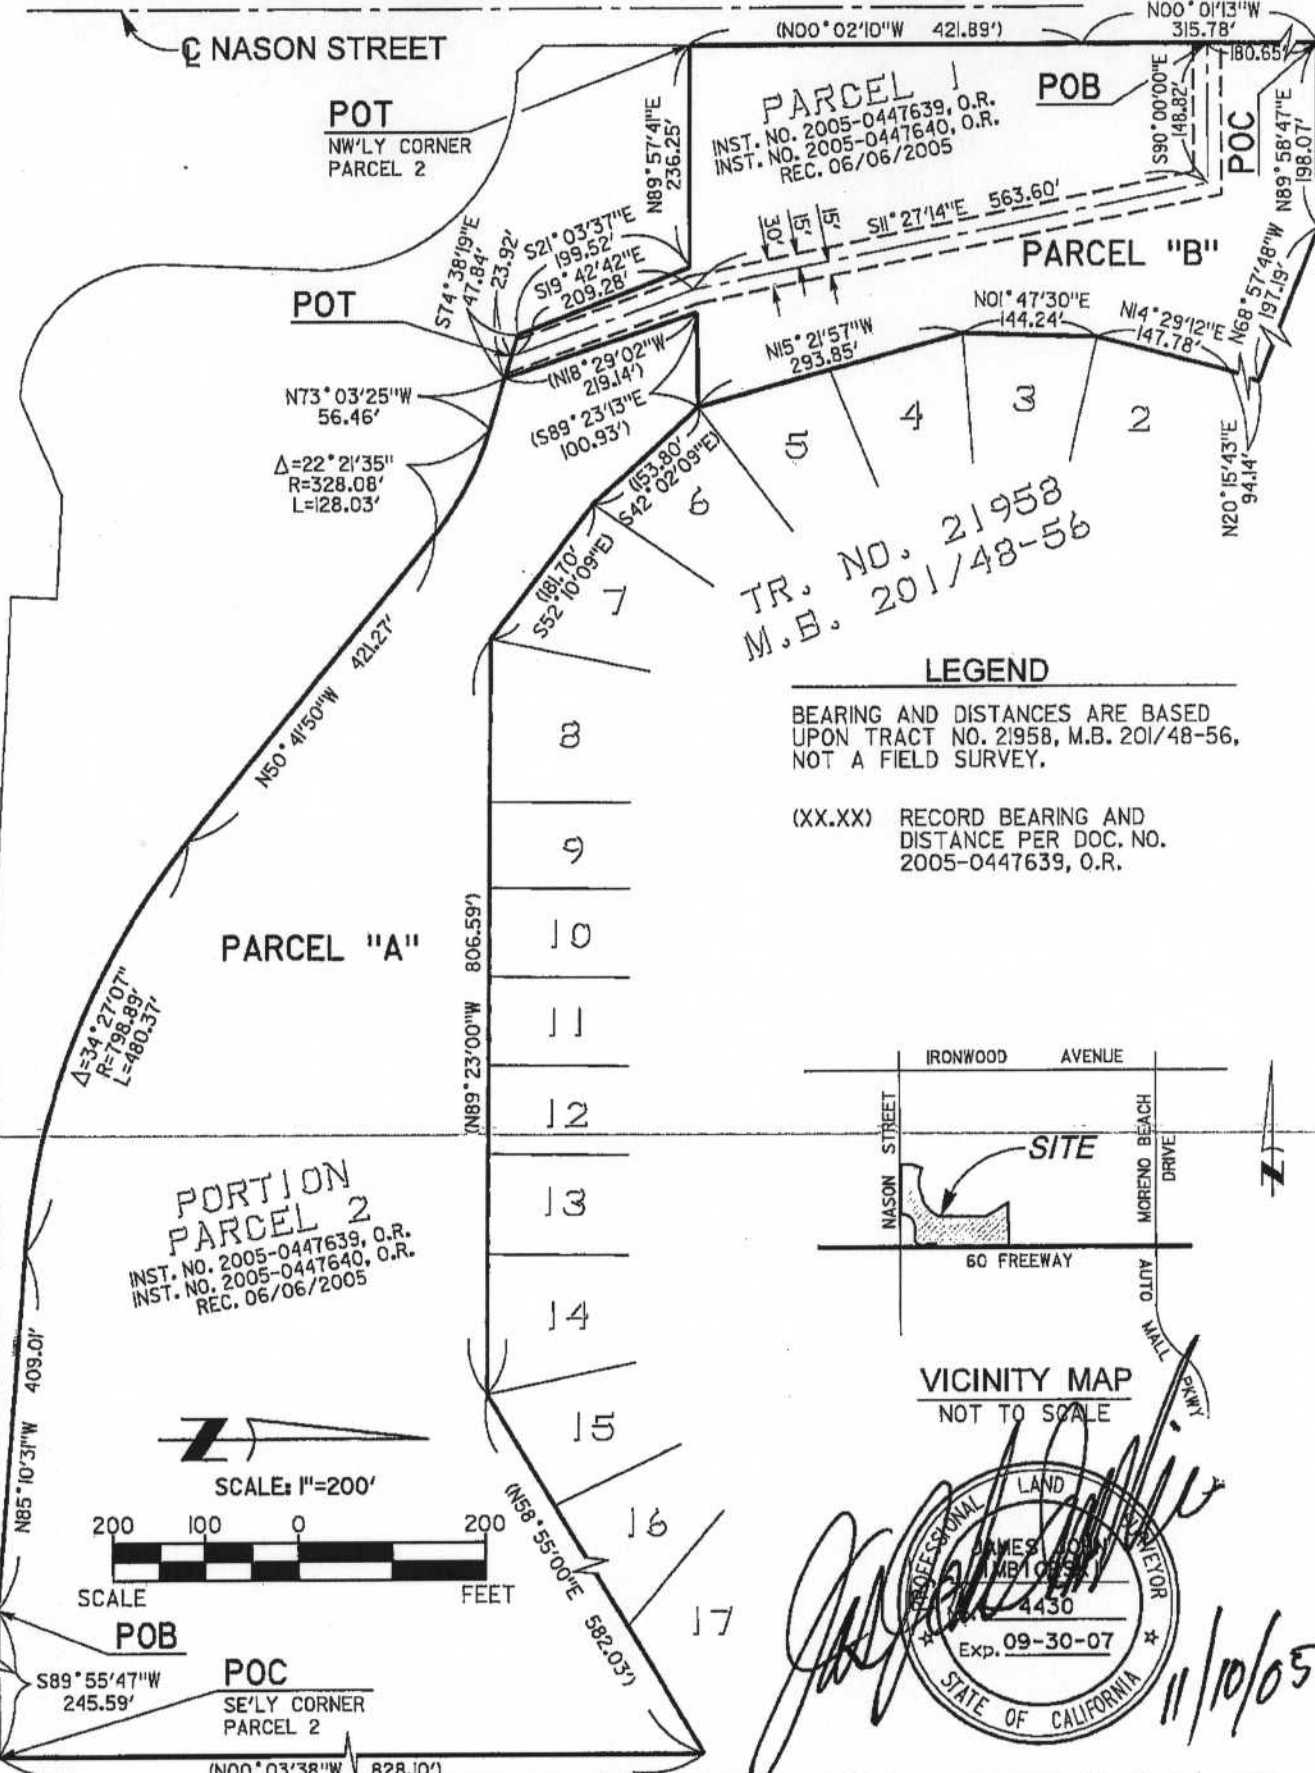 ℄ NASON STREET
(N00°02'10"W 421.89')
N00°01'13"W
315.78'
180.65'
POT
NW'LY CORNER
PARCEL 2
N89°57'41"E
236.25'
PARCEL 1
INST. NO. 2005-0447639, O.R.
INST. NO. 2005-0447640, O.R.
REC. 06/06/2005
POB
S90°00'00"E
148.82'
POC
N89°58'47"E
198.07'
S11°27'14"E 563.60'
30'
15'
15'
PARCEL "B"
S74°38'19"E
47.84'
23.92'
S21°03'37"E
199.52'
S19°42'42"E
209.28'
POT
N01°47'30"E
144.24'
N14°29'12"E
147.78'
N68°57'48"W
197.19'
N15°21'57"W
293.85'
(N18°29'02"W
219.14')
(S89°23'13"E
100.93')
N73°03'25"W
56.46'
Δ=22°21'35"
R=328.08'
L=128.03'
N20°15'43"E
94.14'
5
4
3
2
(153.80'
S42°02'09"E)
6
(181.70'
S52°10'09"E)
7
TR. NO. 21958
M.B. 201/48-56
N50°41'50"W 421.27'
LEGEND
BEARING AND DISTANCES ARE BASED
UPON TRACT NO. 21958, M.B. 201/48-56,
NOT A FIELD SURVEY.
(XX.XX) RECORD BEARING AND
DISTANCE PER DOC. NO.
2005-0447639, O.R.
8
9
10
11
12
13
14
15
16
17
PARCEL "A"
(N89°23'00"W 806.59')
Δ=34°27'07"
R=798.89'
L=480.37'
PORTION
PARCEL 2
INST. NO. 2005-0447639, O.R.
INST. NO. 2005-0447640, O.R.
REC. 06/06/2005
IRONWOOD AVENUE
NASON STREET
SITE
MORENO BEACH
DRIVE
60 FREEWAY
AUTO
MALL
PKWY
N
VICINITY MAP
NOT TO SCALE
N85°10'31"W 409.01'
N
SCALE: 1"=200'
200 100 0 200
SCALE FEET
(N58°55'00"E 582.03')
POB
S89°55'47"W
245.59'
POC
SE'LY CORNER
PARCEL 2
(N00°03'38"W 828.10')
PROFESSIONAL LAND SURVEYOR
JAMES JOHN
4430
Exp. 09-30-07
STATE OF CALIFORNIA
11/10/05